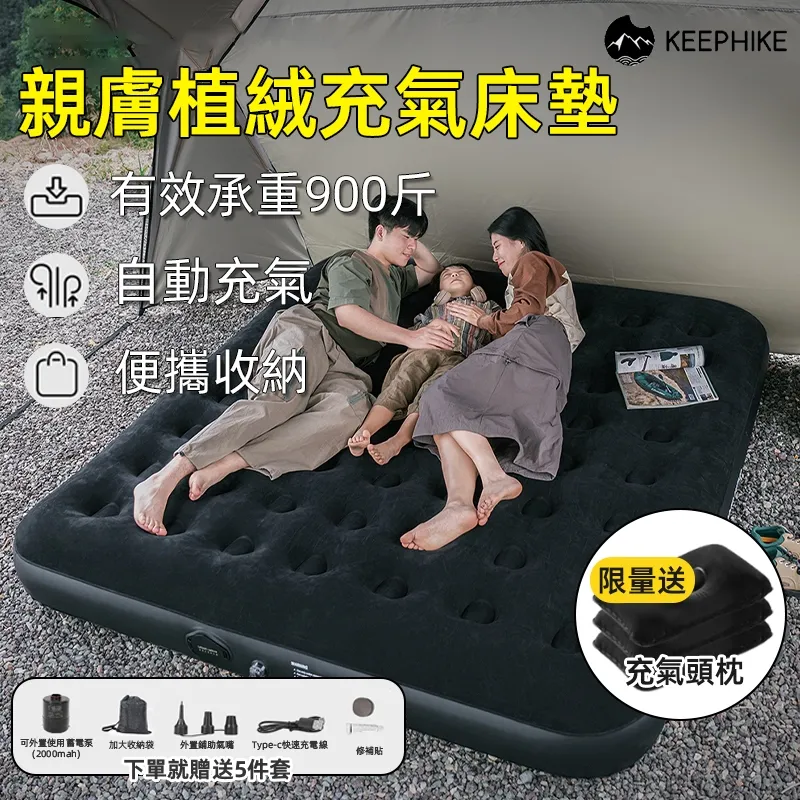 KEEPHIKE
親膚植絨充氣床墊
有效承重900斤
自動充氣
便攜收納
限量送
充氣頭枕
可外置使用蓄電泵
(2000mah)
加大收納袋
外置鋪助氣嘴
Type-c快速充電線
修補貼
下單就贈送5件套